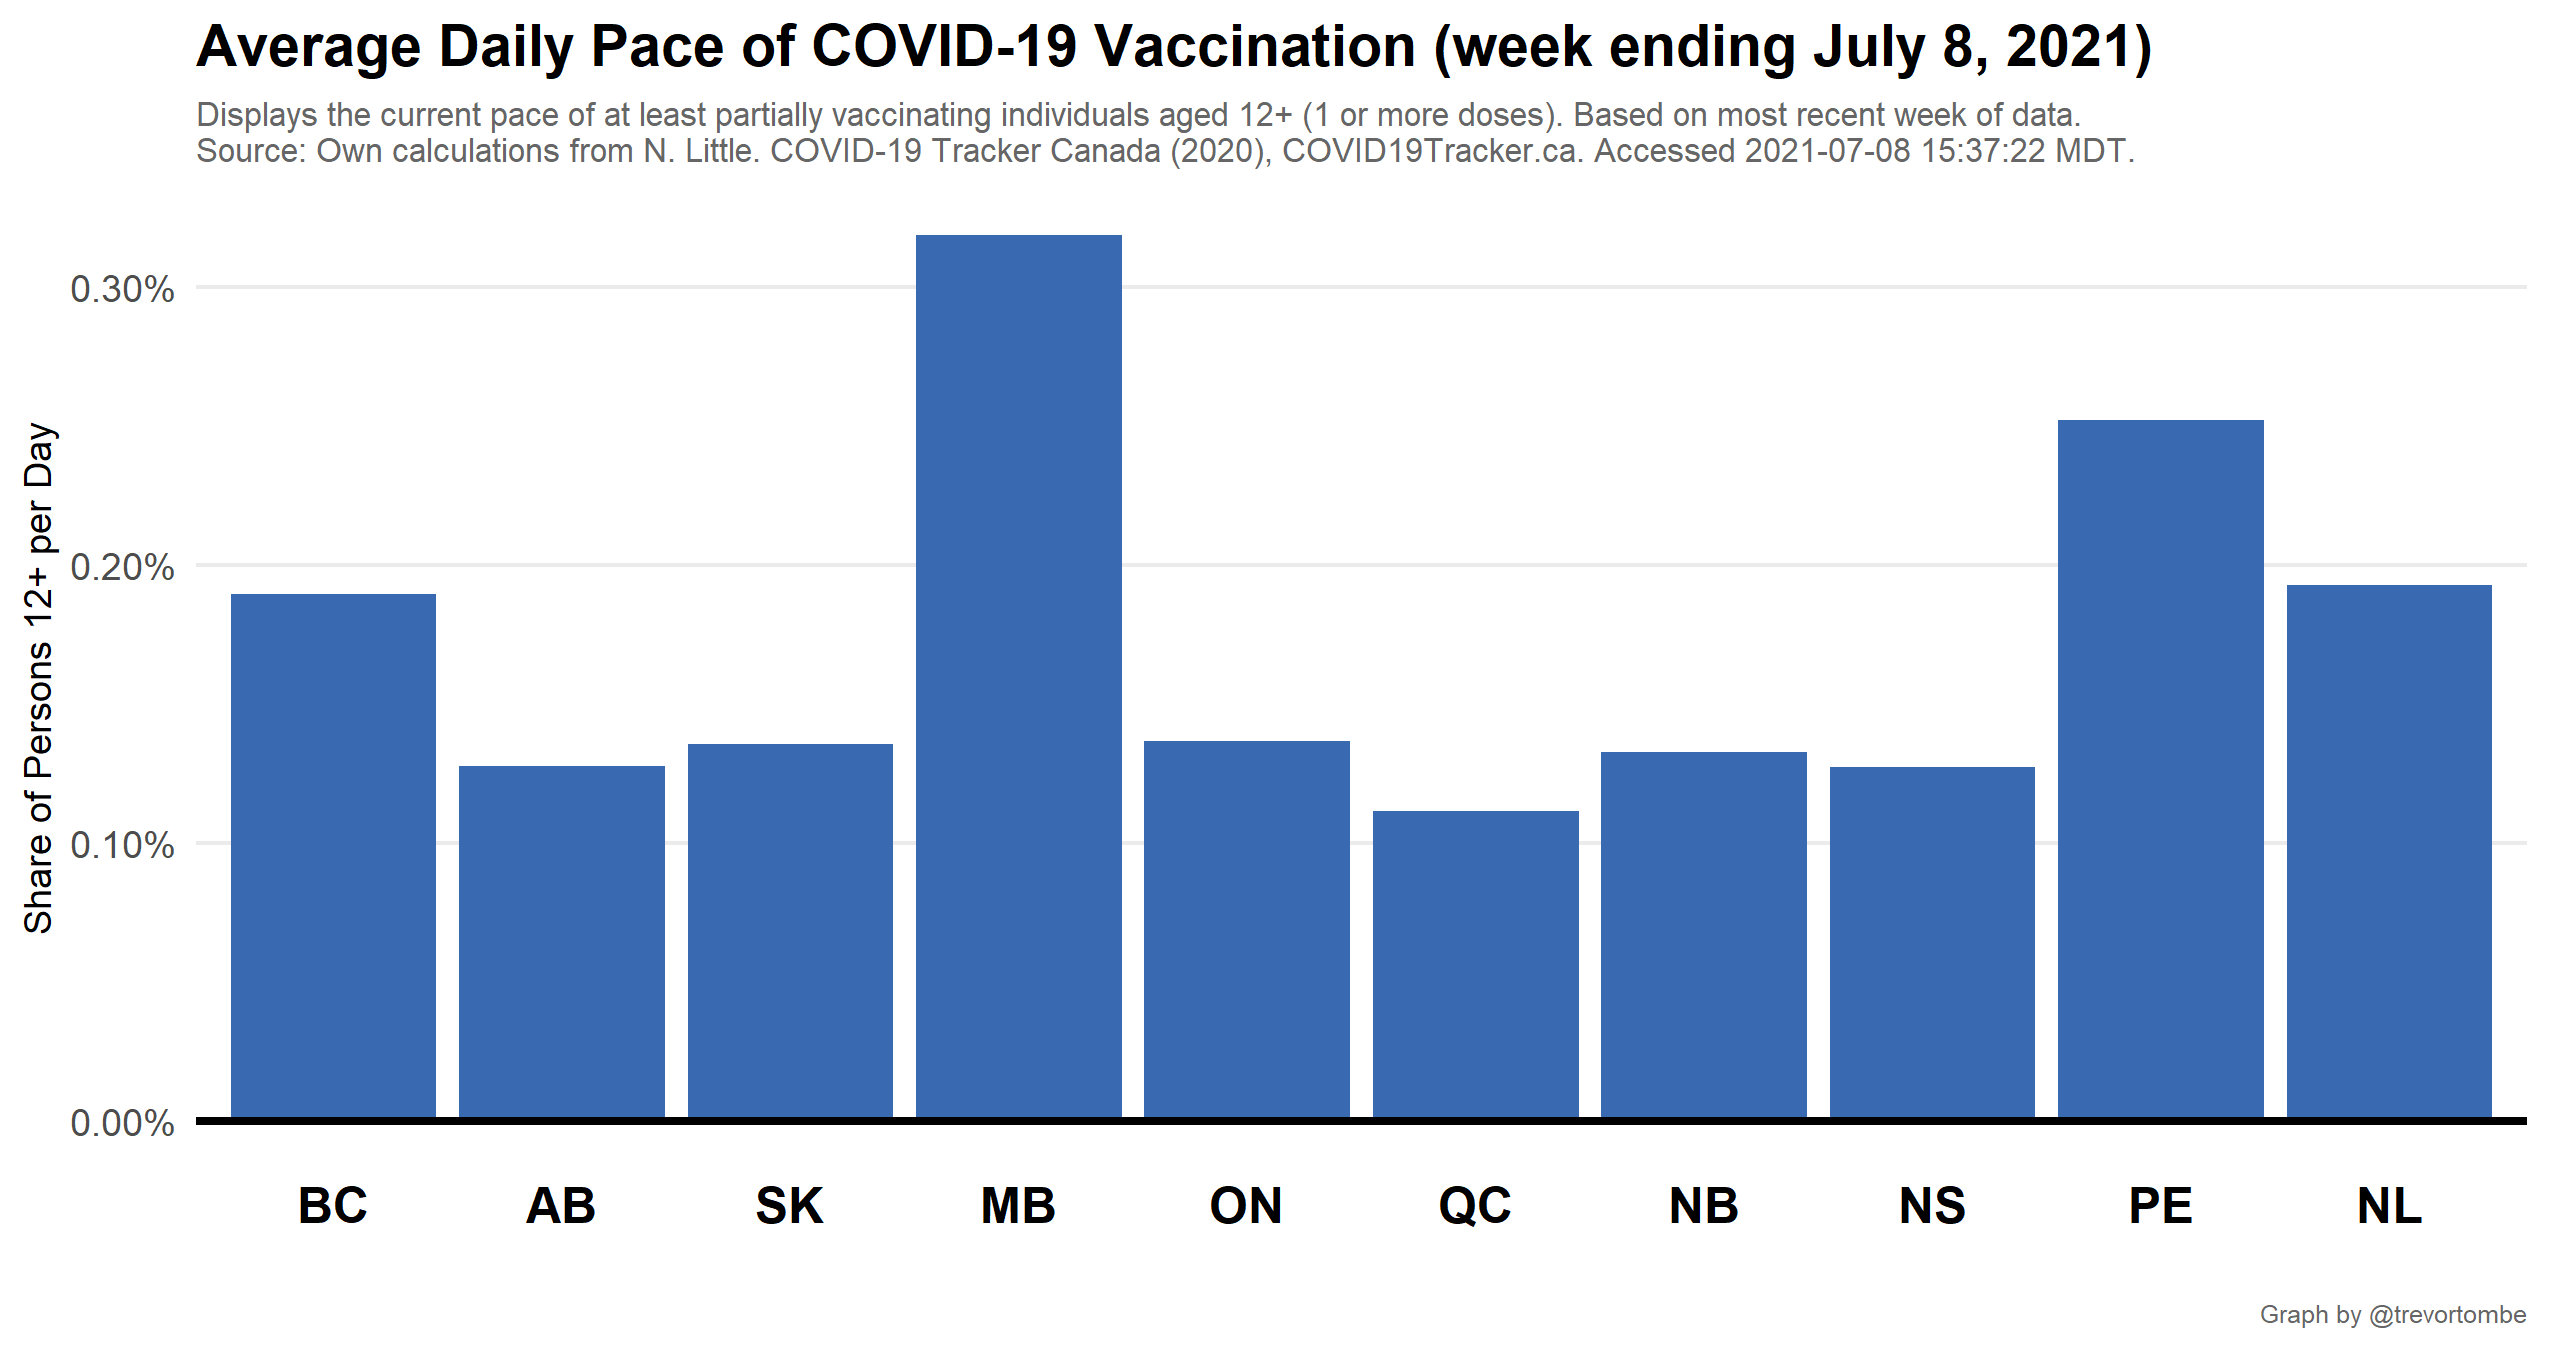 Average Daily Pace of COVID-19 Vaccination (week ending July 8, 2021)
Displays the current pace of at least partially vaccinating individuals aged 12+ (1 or more doses). Based on most recent week of data.
Source: Own calculations from N. Little. COVID-19 Tracker Canada (2020), COVID19Tracker.ca. Accessed 2021-07-08 15:37:22 MDT.
Share of Persons 12+ per Day
0.30%
0.20%
0.10%
0.00%
BC AB SK MB ON QC NB NS PE NL
Graph by @trevortombe